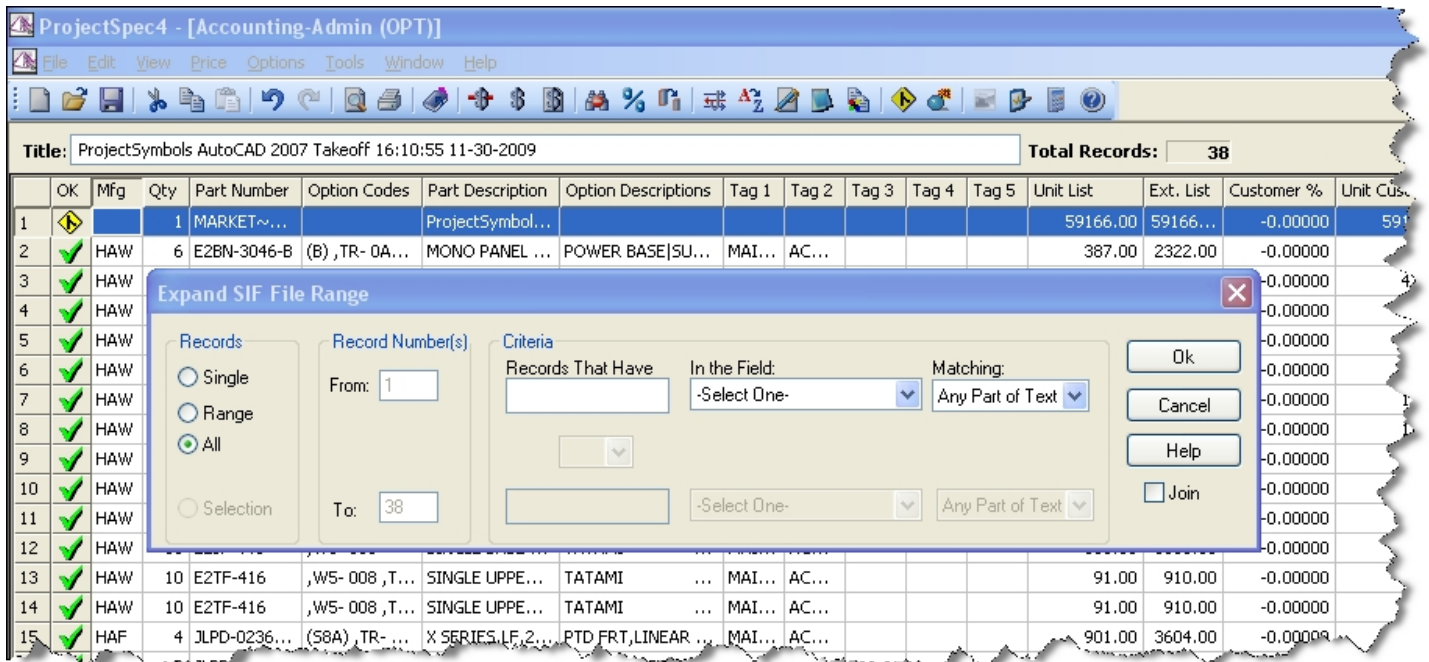 ProjectSpec4 - [Accounting-Admin (OPT)]
File Edit View Price Options Tools Window Help
Title: ProjectSymbols AutoCAD 2007 Takeoff 16:10:55 11-30-2009 Total Records: 38
OK Mfg Qty Part Number Option Codes Part Description Option Descriptions Tag 1 Tag 2 Tag 3 Tag 4 Tag 5 Unit List Ext. List Customer % Unit
1 1 MARKET~... ProjectSymbol... 59166.00 59166... -0.00000
2 HAW 6 E2BN-3046-B (B) ,TR- 0A... MONO PANEL ... POWER BASE|SU... MAI... AC... 387.00 2322.00 -0.00000
3 HAW -0.00000
4 HAW -0.00000
5 HAW -0.00000
6 HAW -0.00000
7 HAW -0.00000
8 HAW -0.00000
9 HAW -0.00000
10 HAW -0.00000
11 HAW -0.00000
12 HAW -0.00000
Expand SIF File Range
Records Record Number(s) Criteria
Records That Have In the Field: Matching:
Single From: 1 -Select One- Any Part of Text Ok
Range Cancel
All Help
Join
Selection To: 38 -Select One- Any Part of Text
13 HAW 10 E2TF-416 ,W5- 008 ,T... SINGLE UPPE... TATAMI ... MAI... AC... 91.00 910.00 -0.00000
14 HAW 10 E2TF-416 ,W5- 008 ,T... SINGLE UPPE... TATAMI ... MAI... AC... 91.00 910.00 -0.00000
15 HAF 4 JLPD-0236... (S8A) ,TR- ... X SERIES,LF,2... PTD FRT,LINEAR ... MAI... AC... 901.00 3604.00 -0.00000